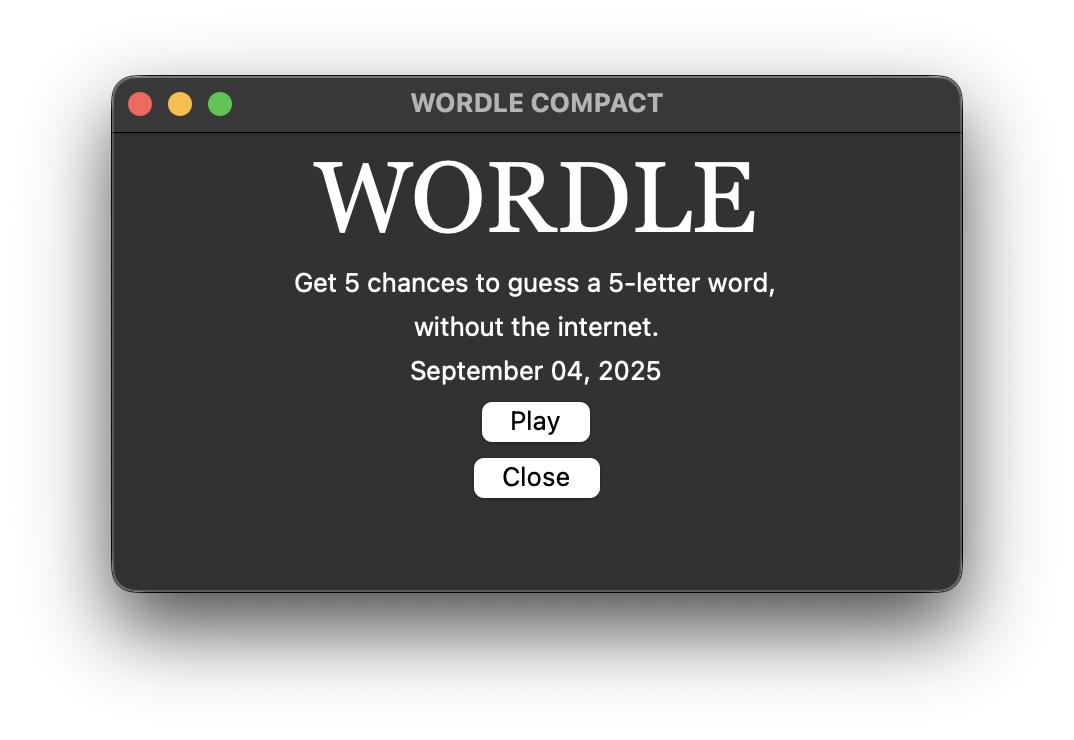 WORDLE COMPACT
WORDLE
Get 5 chances to guess a 5-letter word,
without the internet.
September 04, 2025
Play
Close